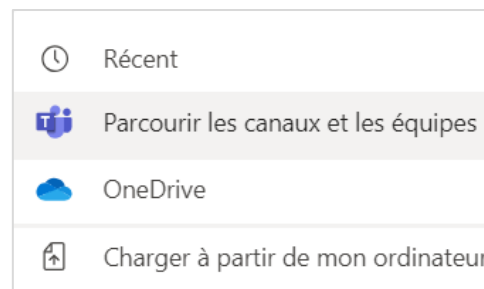 Récent
Parcourir les canaux et les équipes
OneDrive
Charger à partir de mon ordinateur